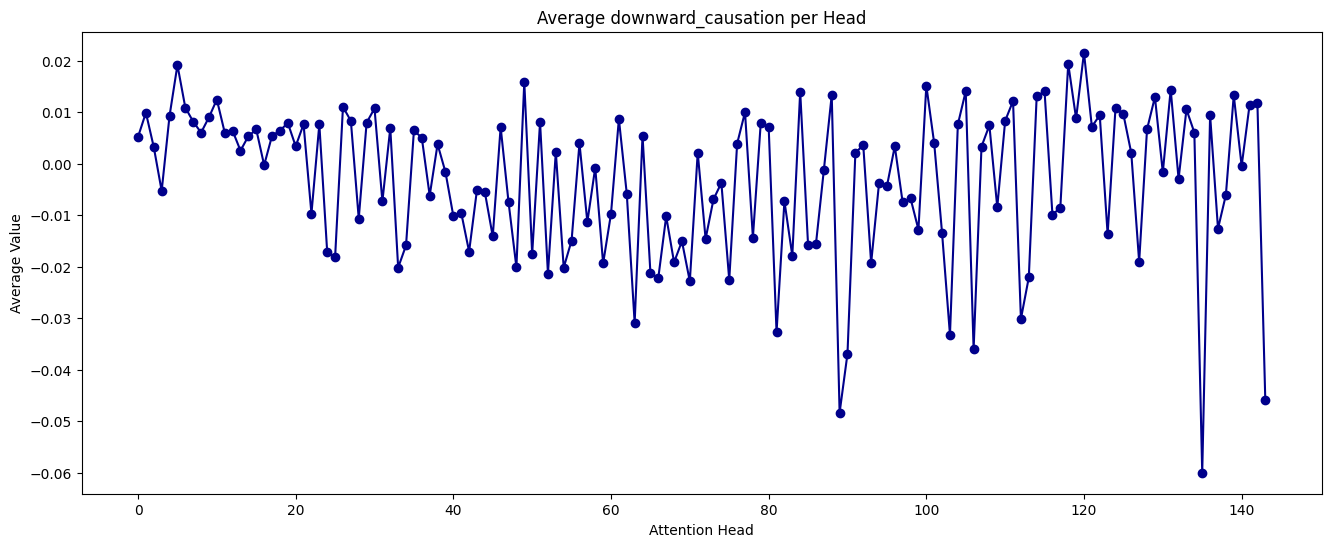 Average downward_causation per Head
Average Value
0.02
0.01
0.00
−0.01
−0.02
−0.03
−0.04
−0.05
−0.06
0 20 40 60 80 100 120 140
Attention Head